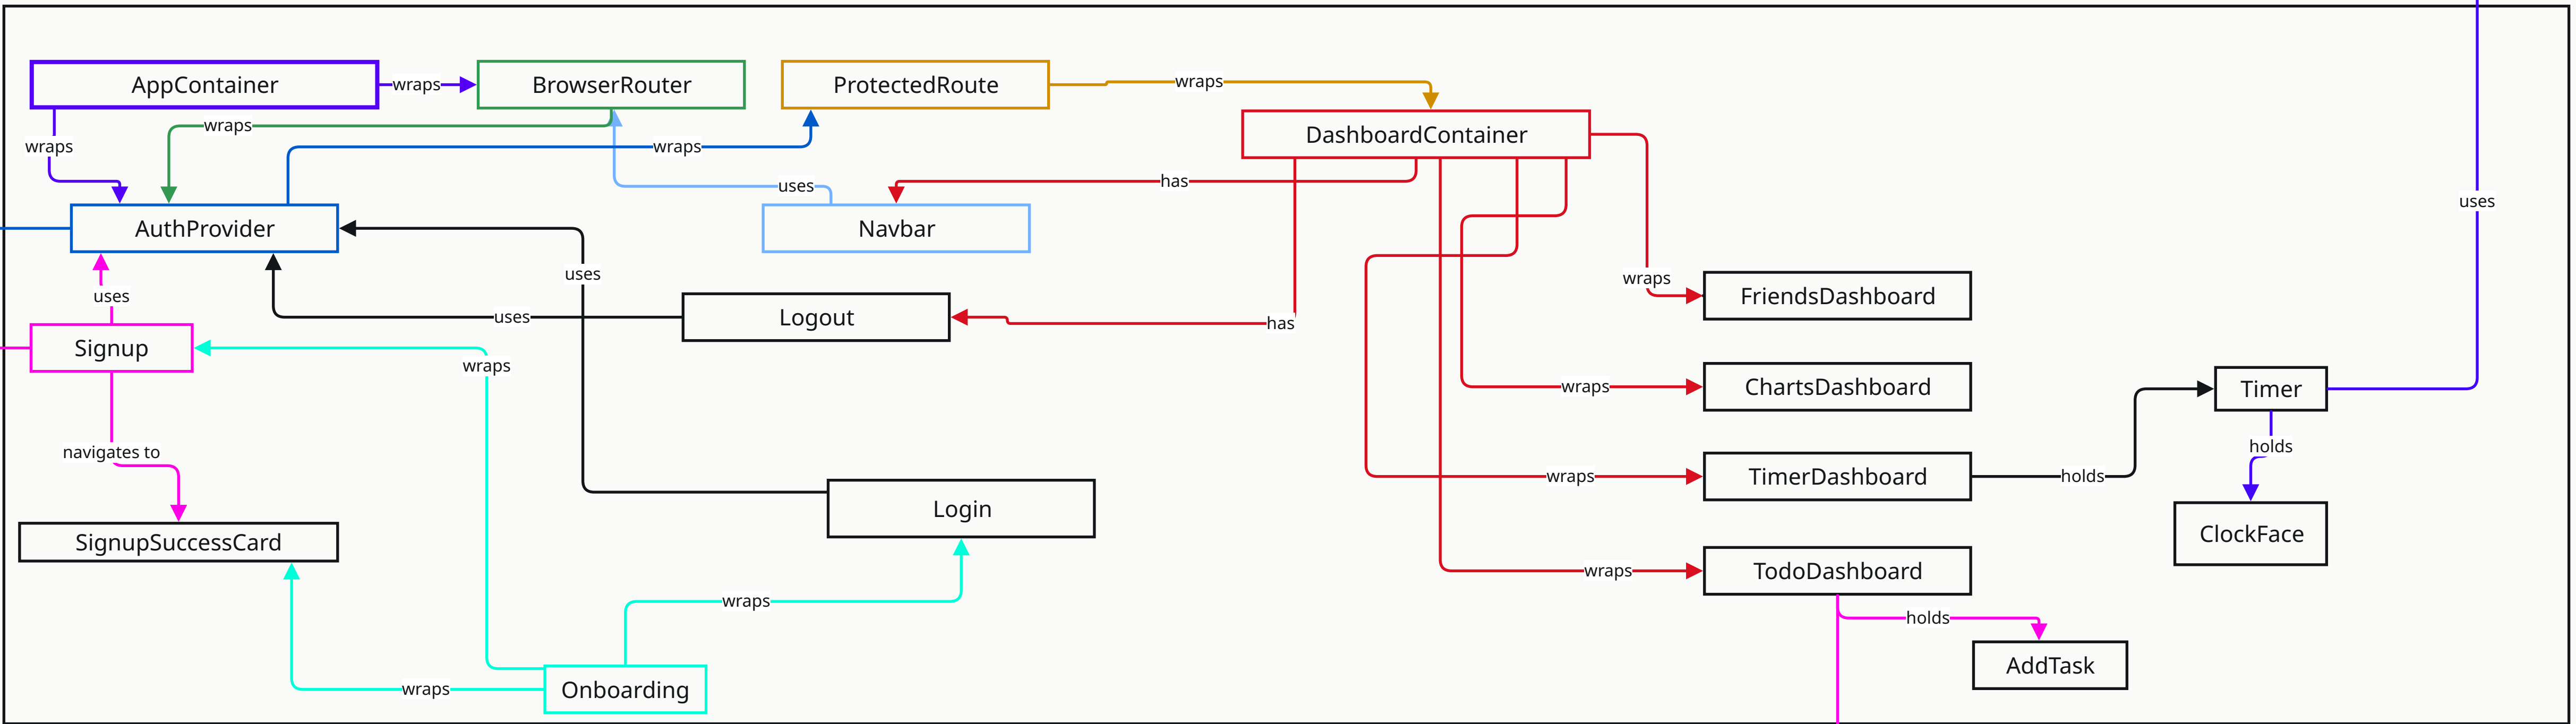 AppContainer
wraps
BrowserRouter
ProtectedRoute
wraps
DashboardContainer
wraps
wraps
wraps
uses
has
uses
AuthProvider
Navbar
uses
uses
wraps
FriendsDashboard
uses
Logout
has
Signup
wraps
wraps
ChartsDashboard
Timer
navigates to
holds
wraps
TimerDashboard
holds
Login
SignupSuccessCard
ClockFace
wraps
TodoDashboard
wraps
holds
AddTask
wraps
Onboarding